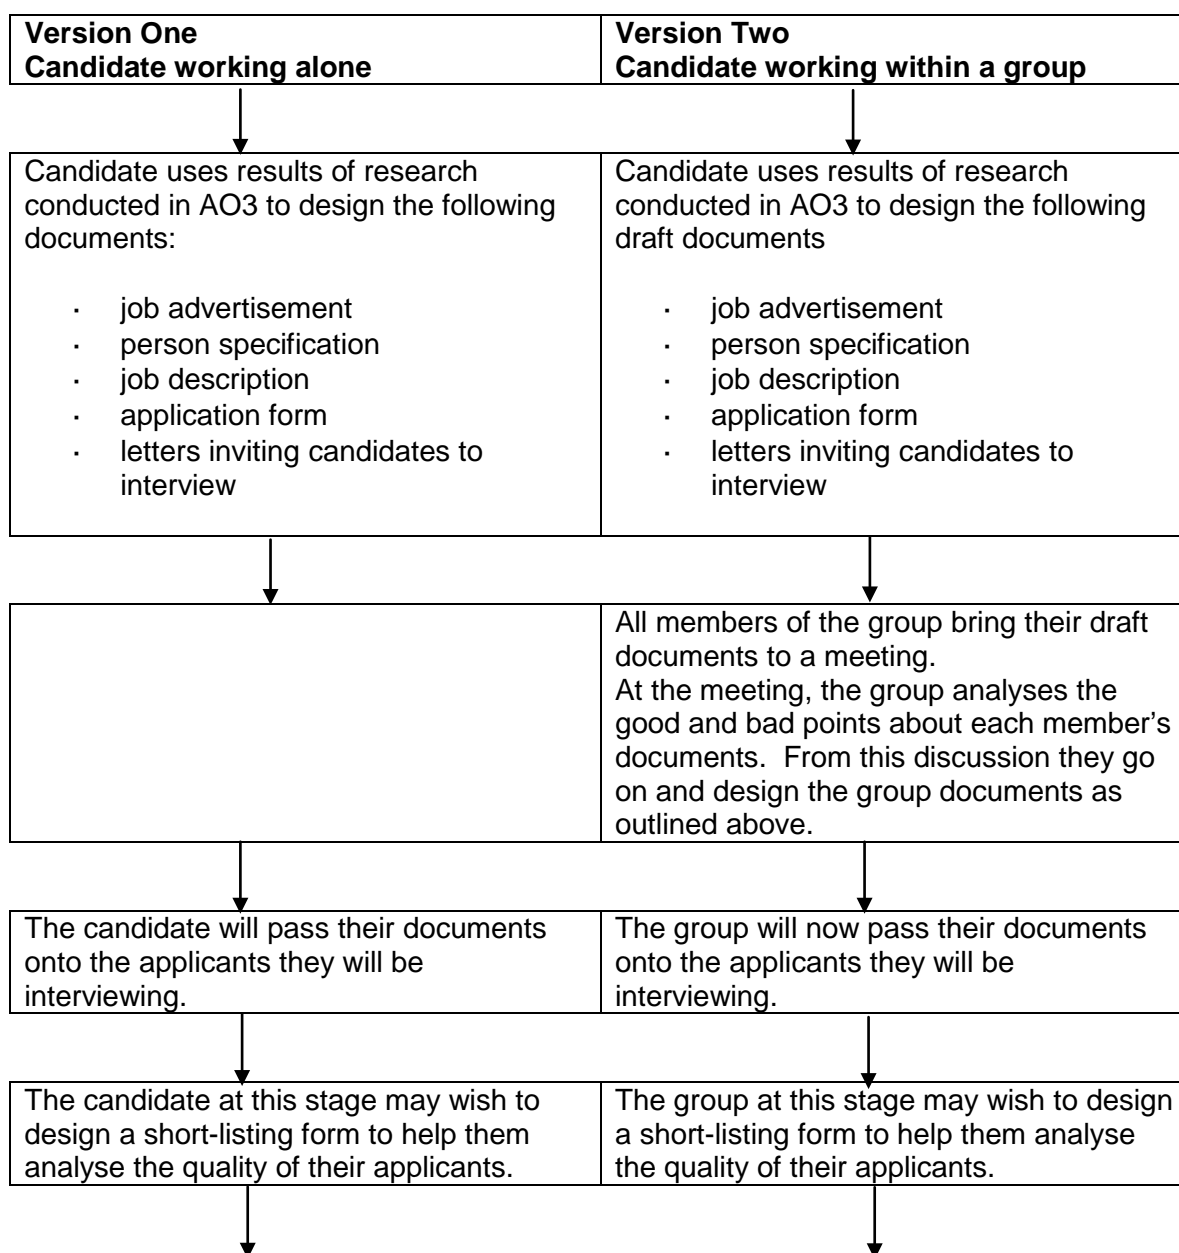 Version One
Candidate working alone
Version Two
Candidate working within a group
Candidate uses results of research
conducted in AO3 to design the following
documents:
· job advertisement
· person specification
· job description
· application form
· letters inviting candidates to
interview
Candidate uses results of research
conducted in AO3 to design the following
draft documents
· job advertisement
· person specification
· job description
· application form
· letters inviting candidates to
interview
All members of the group bring their draft
documents to a meeting.
At the meeting, the group analyses the
good and bad points about each member’s
documents.  From this discussion they go
on and design the group documents as
outlined above.
The candidate will pass their documents
onto the applicants they will be
interviewing.
The group will now pass their documents
onto the applicants they will be
interviewing.
The candidate at this stage may wish to
design a short-listing form to help them
analyse the quality of their applicants.
The group at this stage may wish to design
a short-listing form to help them analyse
the quality of their applicants.